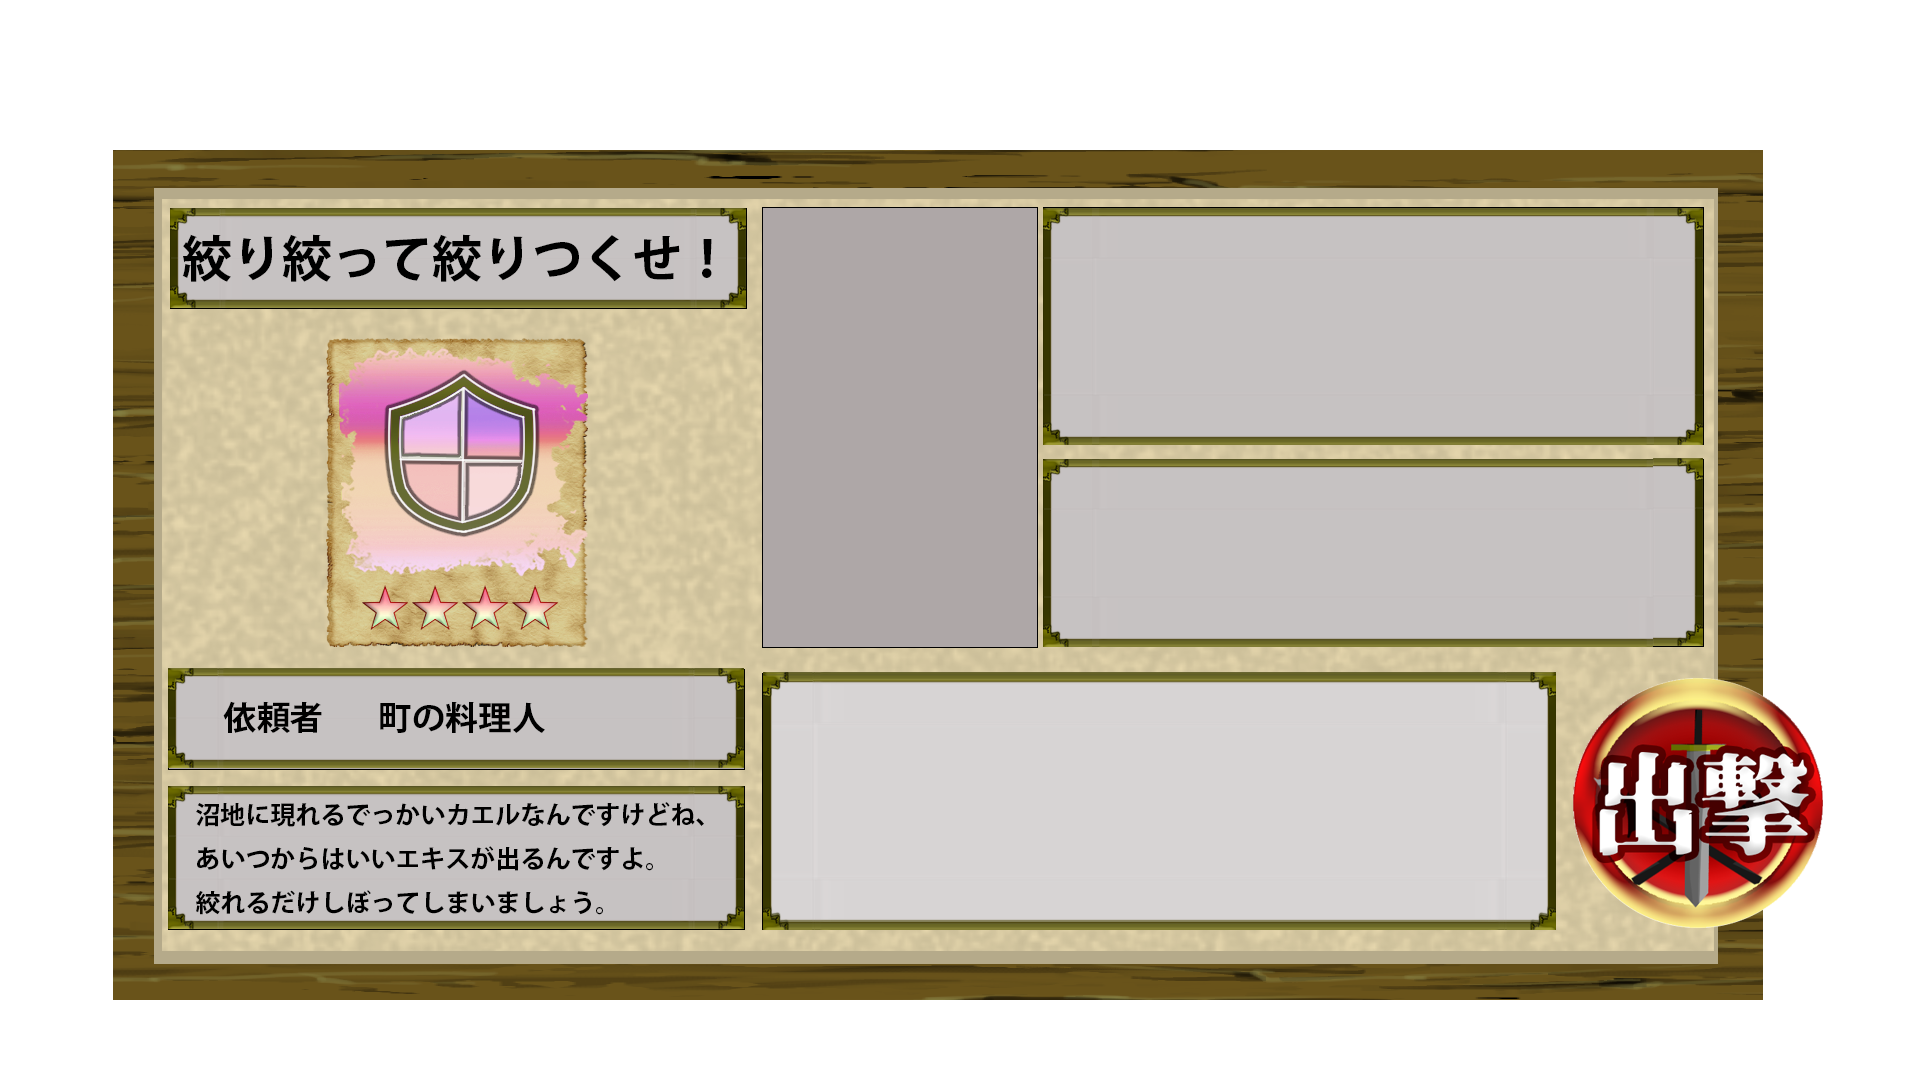 絞り絞って絞りつくせ！
依頼者　町の料理人
沼地に現れるでっかいカエルなんですけどね、
あいつからはいいエキスが出るんですよ。
絞れるだけしぼってしまいましょう。
出撃